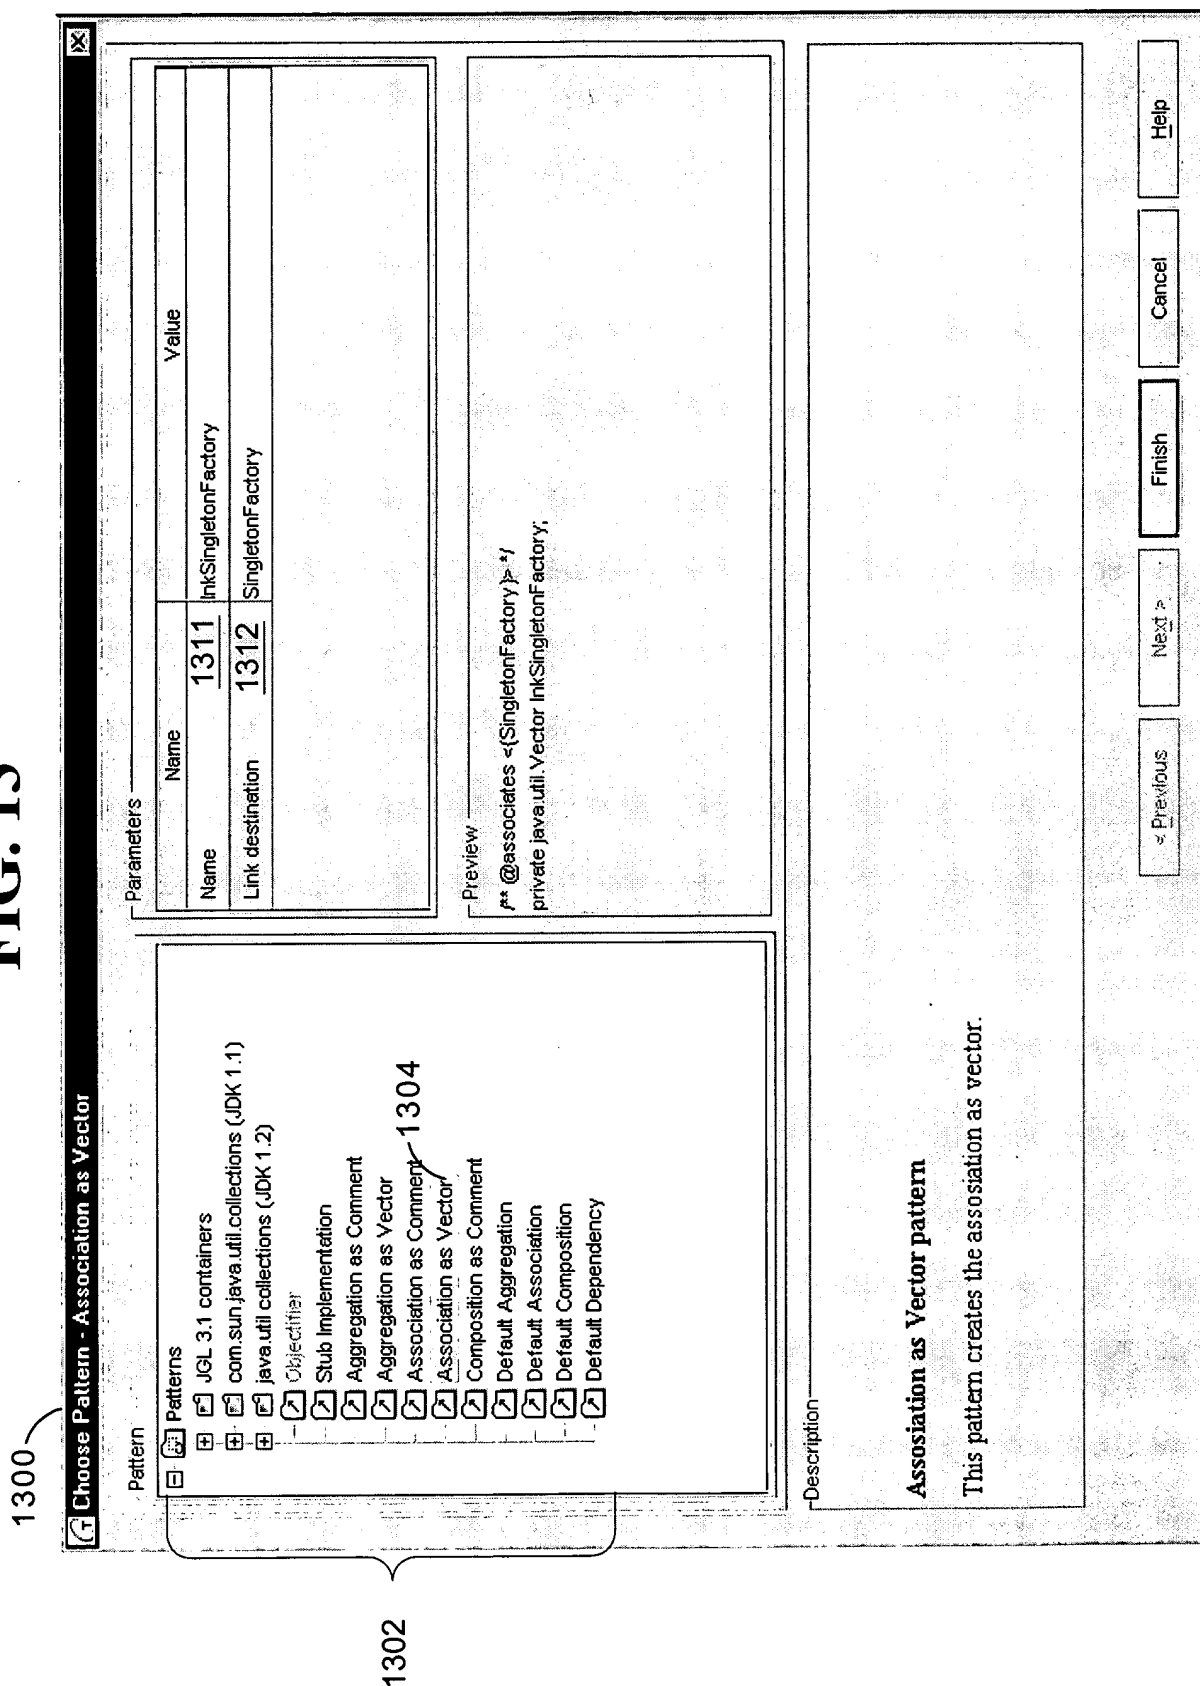 FIG. 13
1300
Choose Pattern - Association as Vector
Pattern
Patterns
JGL 3.1 containers
com.sun.java.util.collections (JDK 1.1)
java.util collections (JDK 1.2)
Objectifier
Stub Implementation
Aggregation as Comment
Aggregation as Vector
Association as Comment
Association as Vector
Composition as Comment
Default Aggregation
Default Association
Default Composition
Default Dependency
1304
1302
Parameters
Name Value
Name 1311 lnkSingletonFactory
Link destination 1312 SingletonFactory
Preview
/** @associates <{SingletonFactory}> */
private java.util.Vector lnkSingletonFactory;
Description
Assosiation as Vector pattern
This pattern creates the assosiation as vector.
< Previous
Next >
Finish
Cancel
Help